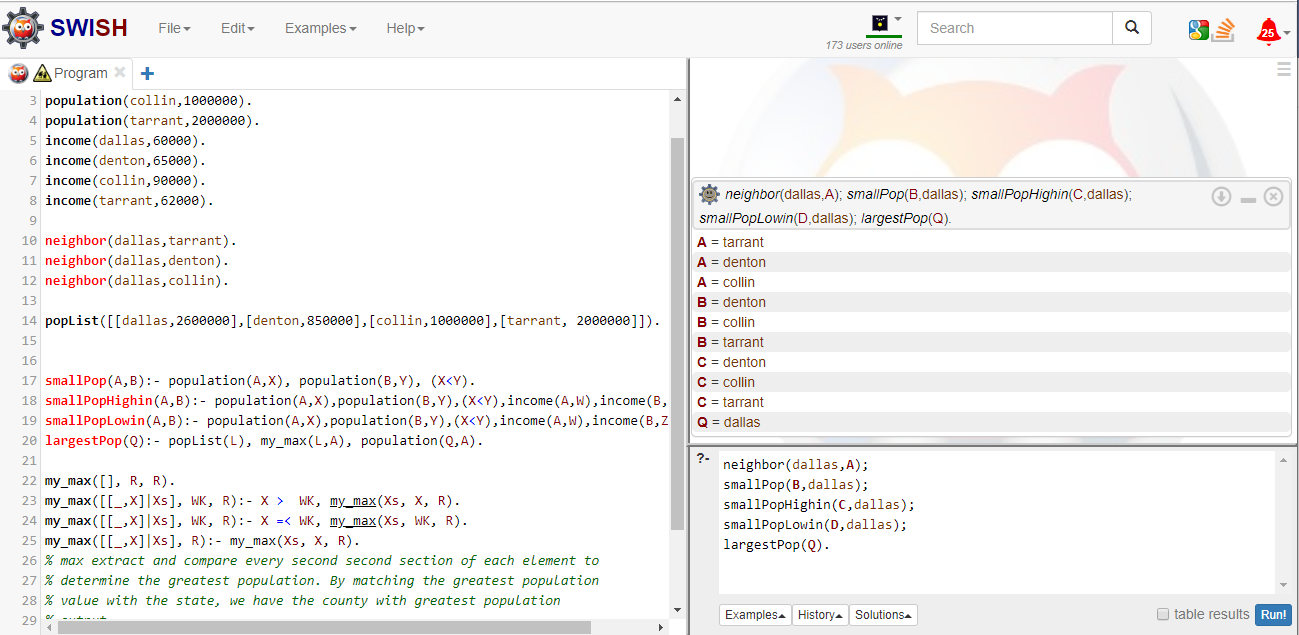 SWISH File Edit Examples Help 173 users online Search 25
Program
3 population(collin,1000000).
4 population(tarrant,2000000).
5 income(dallas,60000).
6 income(denton,65000).
7 income(collin,90000).
8 income(tarrant,62000).
9
10 neighbor(dallas,tarrant).
11 neighbor(dallas,denton).
12 neighbor(dallas,collin).
13
14 popList([[dallas,2600000],[denton,850000],[collin,1000000],[tarrant, 2000000]]).
15
16
17 smallPop(A,B):- population(A,X), population(B,Y), (X<Y).
18 smallPopHighin(A,B):- population(A,X),population(B,Y),(X<Y),income(A,W),income(B,
19 smallPopLowin(A,B):- population(A,X),population(B,Y),(X<Y),income(A,W),income(B,Z
20 largestPop(Q):- popList(L), my_max(L,A), population(Q,A).
21
22 my_max([], R, R).
23 my_max([[_,X]|Xs], WK, R):- X >  WK, my_max(Xs, X, R).
24 my_max([[_,X]|Xs], WK, R):- X =< WK, my_max(Xs, WK, R).
25 my_max([[_,X]|Xs], R):- my_max(Xs, X, R).
26 % max extract and compare every second second section of each element to
27 % determine the greatest population. By matching the greatest population
28 % value with the state, we have the county with greatest population
29
neighbor(dallas,A); smallPop(B,dallas); smallPopHighin(C,dallas);
smallPopLowin(D,dallas); largestPop(Q).
A = tarrant
A = denton
A = collin
B = denton
B = collin
B = tarrant
C = denton
C = collin
C = tarrant
Q = dallas
?- neighbor(dallas,A);
smallPop(B,dallas);
smallPopHighin(C,dallas);
smallPopLowin(D,dallas);
largestPop(Q).
Examples History Solutions table results Run!